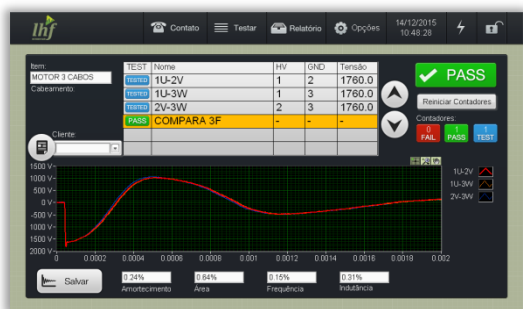 lhf
Contato
Testar
Relatório
Opções
14/12/2015
10:48:28
Item:
MOTOR 3 CABOS
Cabeamento:
Cliente:
TEST Nome HV GND Tensão
TESTED 1U-2V 1 2 1760.0
TESTED 1U-3W 1 3 1760.0
TESTED 2V-3W 2 3 1760.0
PASS COMPARA 3F - - -
PASS
Reiniciar Contadores
Contadores:
0 1 1
FAIL PASS TEST
1500 V
1000 V
500 V
0 V
-500 V
1000 V
1500 V
2000 V
0 0.0002 0.0004 0.0006 0.0008 0.001 0.0012 0.0014 0.0016 0.0018 0.002
1U-2V
1U-3W
2V-3W
Salvar
0.24% 0.64% 0.15% 0.31%
Amortecimento Área Frequência Indutância